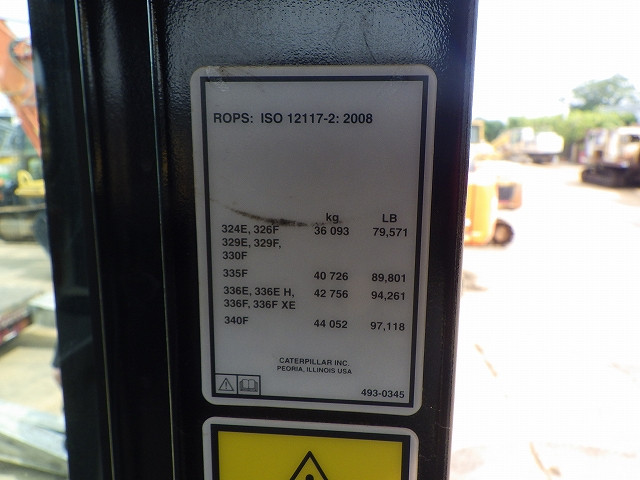 ROPS: ISO 12117-2: 2008
kg LB
324E, 326F 36 093 79,571
329E, 329F,
330F
335F 40 726 89,801
336E, 336E H, 42 756 94,261
336F, 336F XE
340F 44 052 97,118
CATERPILLAR INC.
PEORIA, ILLINOIS USA
493-0345